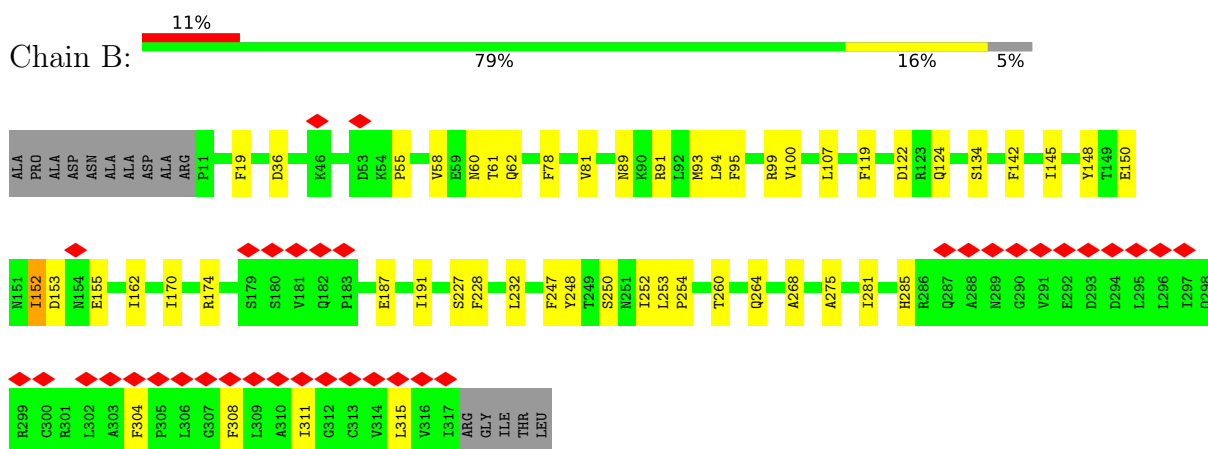 11%
Chain B:
79% 16% 5%
ALA PRO ALA ASP ASN ALA ALA ASP ALA ARG P11 F19 D36 K46 D53 K54 P55 V58 E59 N60 T61 Q62 F78 V81 N89 K90 R91 L92 M93 L94 F95 R99 V100 L107 F119 D122 R123 Q124 S134 F142 I145 Y148 T149 E150
N151 I152 D153 N154 E155 I162 I170 R174 S179 S180 V181 Q182 P183 E187 I191 S227 F228 L232 F247 Y248 T249 S250 N251 I252 L253 P254 T260 Q264 A268 A275 I281 H285 R286 Q287 A288 N289 G290 V291 E292 D293 D294 L295 L296 I297 D298
R299 C300 R301 L302 A303 F304 P305 L306 G307 F308 L309 A310 I311 G312 C313 V314 L315 V316 I317 ARG GLY ILE THR LEU